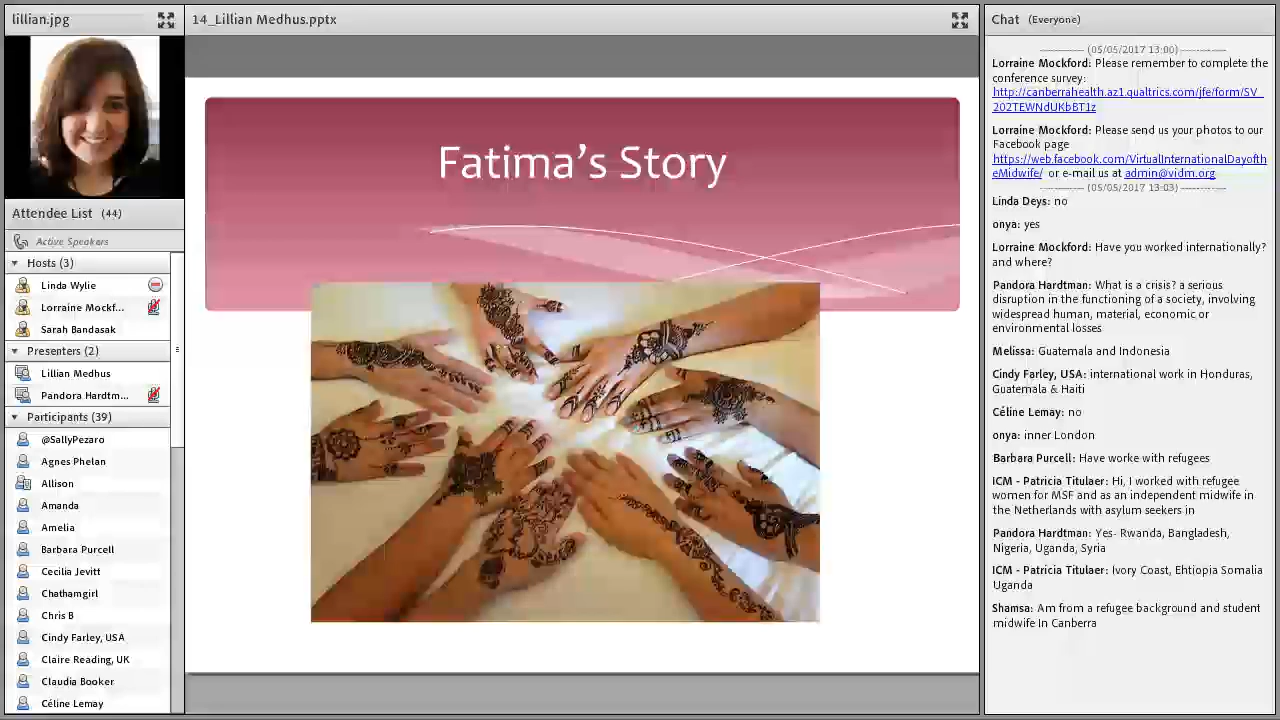 lillian.jpg
14_Lillian Medhus.pptx
Chat (Everyone)
Fatima's Story
Attendee List (44)
Active Speakers
Hosts (3)
Linda Wylie
Lorraine Mockf...
Sarah Bandasak
Presenters (2)
Lillian Medhus
Pandora Hardtm...
Participants (39)
@SallyPezaro
Agnes Phelan
Allison
Amanda
Amelia
Barbara Purcell
Cecilia Jevitt
Chathamgirl
Chris B
Cindy Farley, USA
Claire Reading, UK
Claudia Booker
Céline Lemay
(05/05/2017 13:00)
Lorraine Mockford: Please remember to complete the
conference survey:
http://canberrahealth.az1.qualtrics.com/jfe/form/SV_
202TEWNdUKbBT1z
Lorraine Mockford: Please send us your photos to our
Facebook page
https://web.facebook.com/VirtualInternationalDayofth
eMidwife/ or e-mail us at admin@vidm.org
(05/05/2017 13:03)
Linda Deys: no
onya: yes
Lorraine Mockford: Have you worked internationally?
and where?
Pandora Hardtman: What is a crisis? a serious
disruption in the functioning of a society, involving
widespread human, material, economic or
environmental losses
Melissa: Guatemala and Indonesia
Cindy Farley, USA: international work in Honduras,
Guatemala & Haiti
Céline Lemay: no
onya: inner London
Barbara Purcell: Have worke with refugees
ICM - Patricia Titulaer: Hi, I worked with refugee
women for MSF and as an independent midwife in
the Netherlands with asylum seekers in
Pandora Hardtman: Yes- Rwanda, Bangladesh,
Nigeria, Uganda, Syria
ICM - Patricia Titulaer: Ivory Coast, Ehtiopia Somalia
Uganda
Shamsa: Am from a refugee background and student
midwife In Canberra